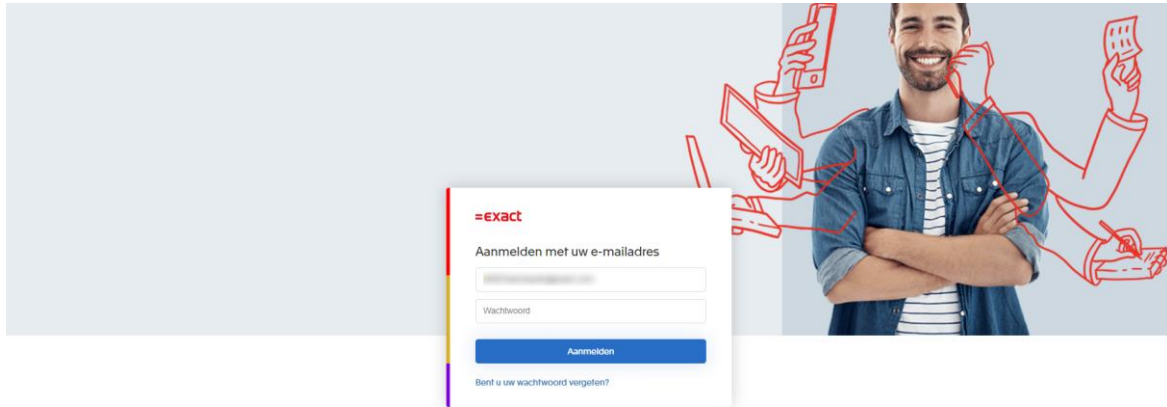 =exact
Aanmelden met uw e-mailadres
Wachtwoord
Aanmelden
Bent u uw wachtwoord vergeten?